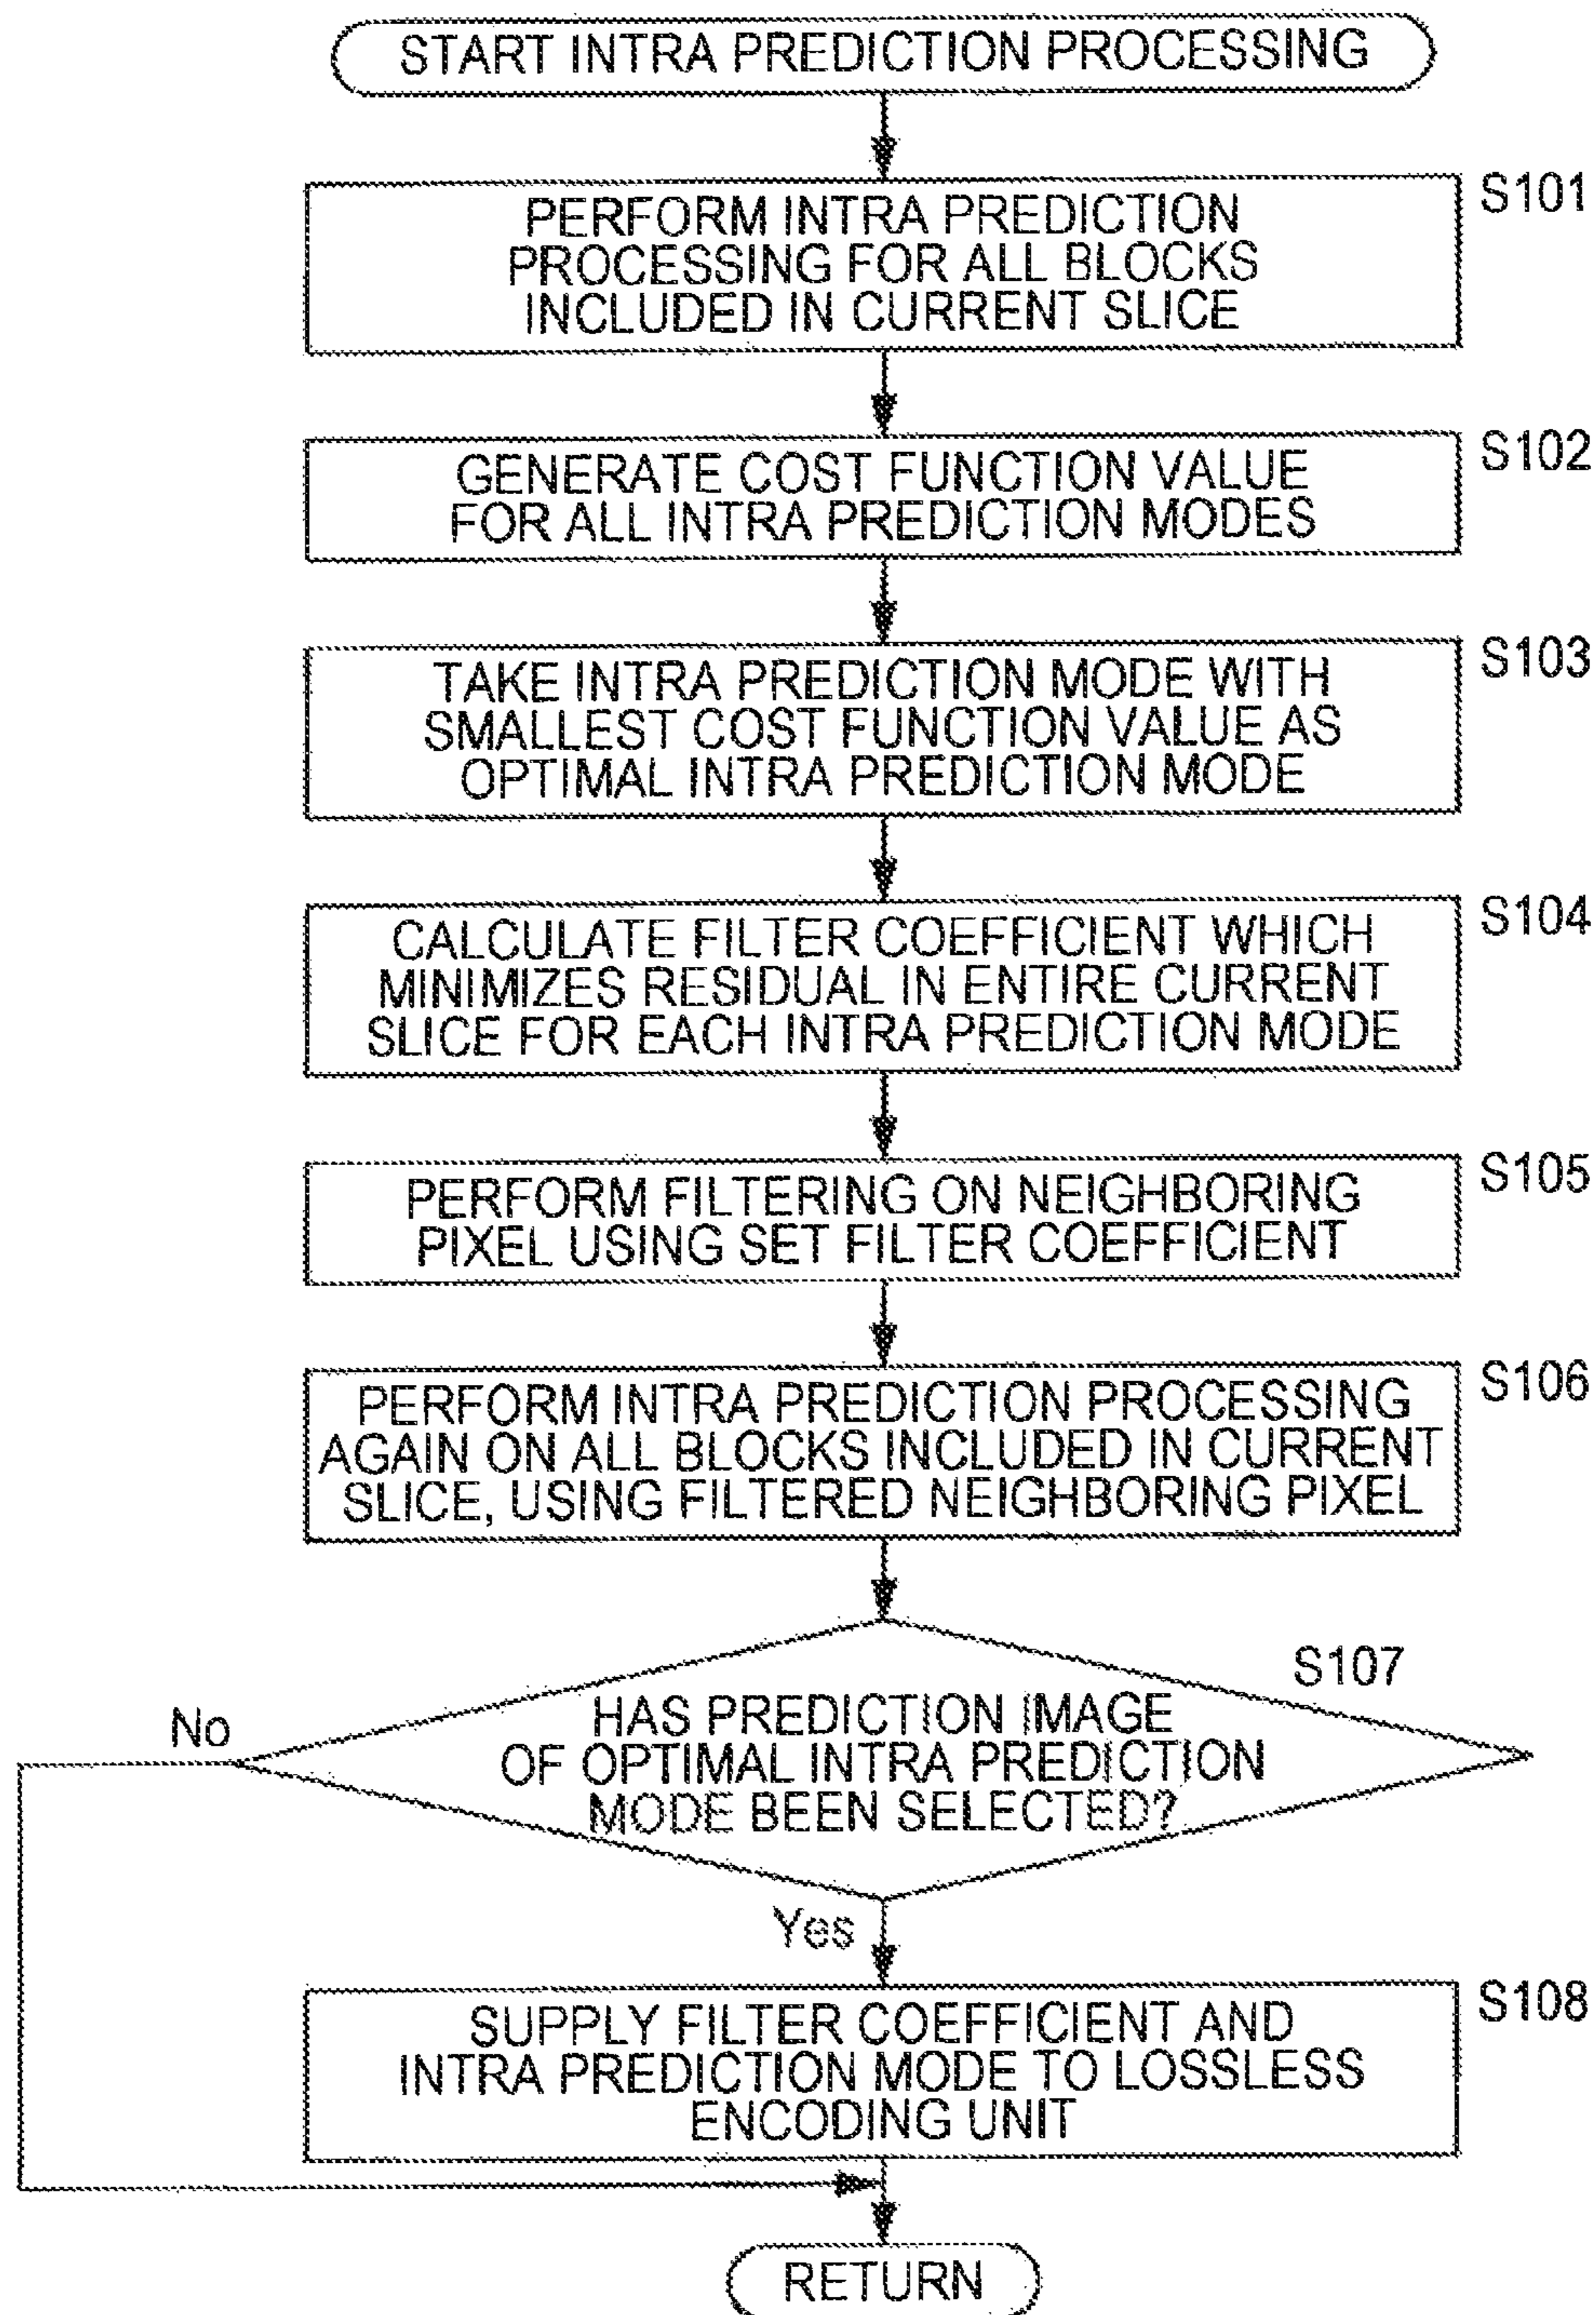 START INTRA PREDICTION PROCESSING
S101
PERFORM INTRA PREDICTION
PROCESSING FOR ALL BLOCKS
INCLUDED IN CURRENT SLICE
S102
GENERATE COST FUNCTION VALUE
FOR ALL INTRA PREDICTION MODES
S103
TAKE INTRA PREDICTION MODE WITH
SMALLEST COST FUNCTION VALUE AS
OPTIMAL INTRA PREDICTION MODE
S104
CALCULATE FILTER COEFFICIENT WHICH
MINIMIZES RESIDUAL IN ENTIRE CURRENT
SLICE FOR EACH INTRA PREDICTION MODE
S105
PERFORM FILTERING ON NEIGHBORING
PIXEL USING SET FILTER COEFFICIENT
S106
PERFORM INTRA PREDICTION PROCESSING
AGAIN ON ALL BLOCKS INCLUDED IN CURRENT
SLICE, USING FILTERED NEIGHBORING PIXEL
S107
No
HAS PREDICTION IMAGE
OF OPTIMAL INTRA PREDICTION
MODE BEEN SELECTED?
Yes
S108
SUPPLY FILTER COEFFICIENT AND
INTRA PREDICTION MODE TO LOSSLESS
ENCODING UNIT
RETURN